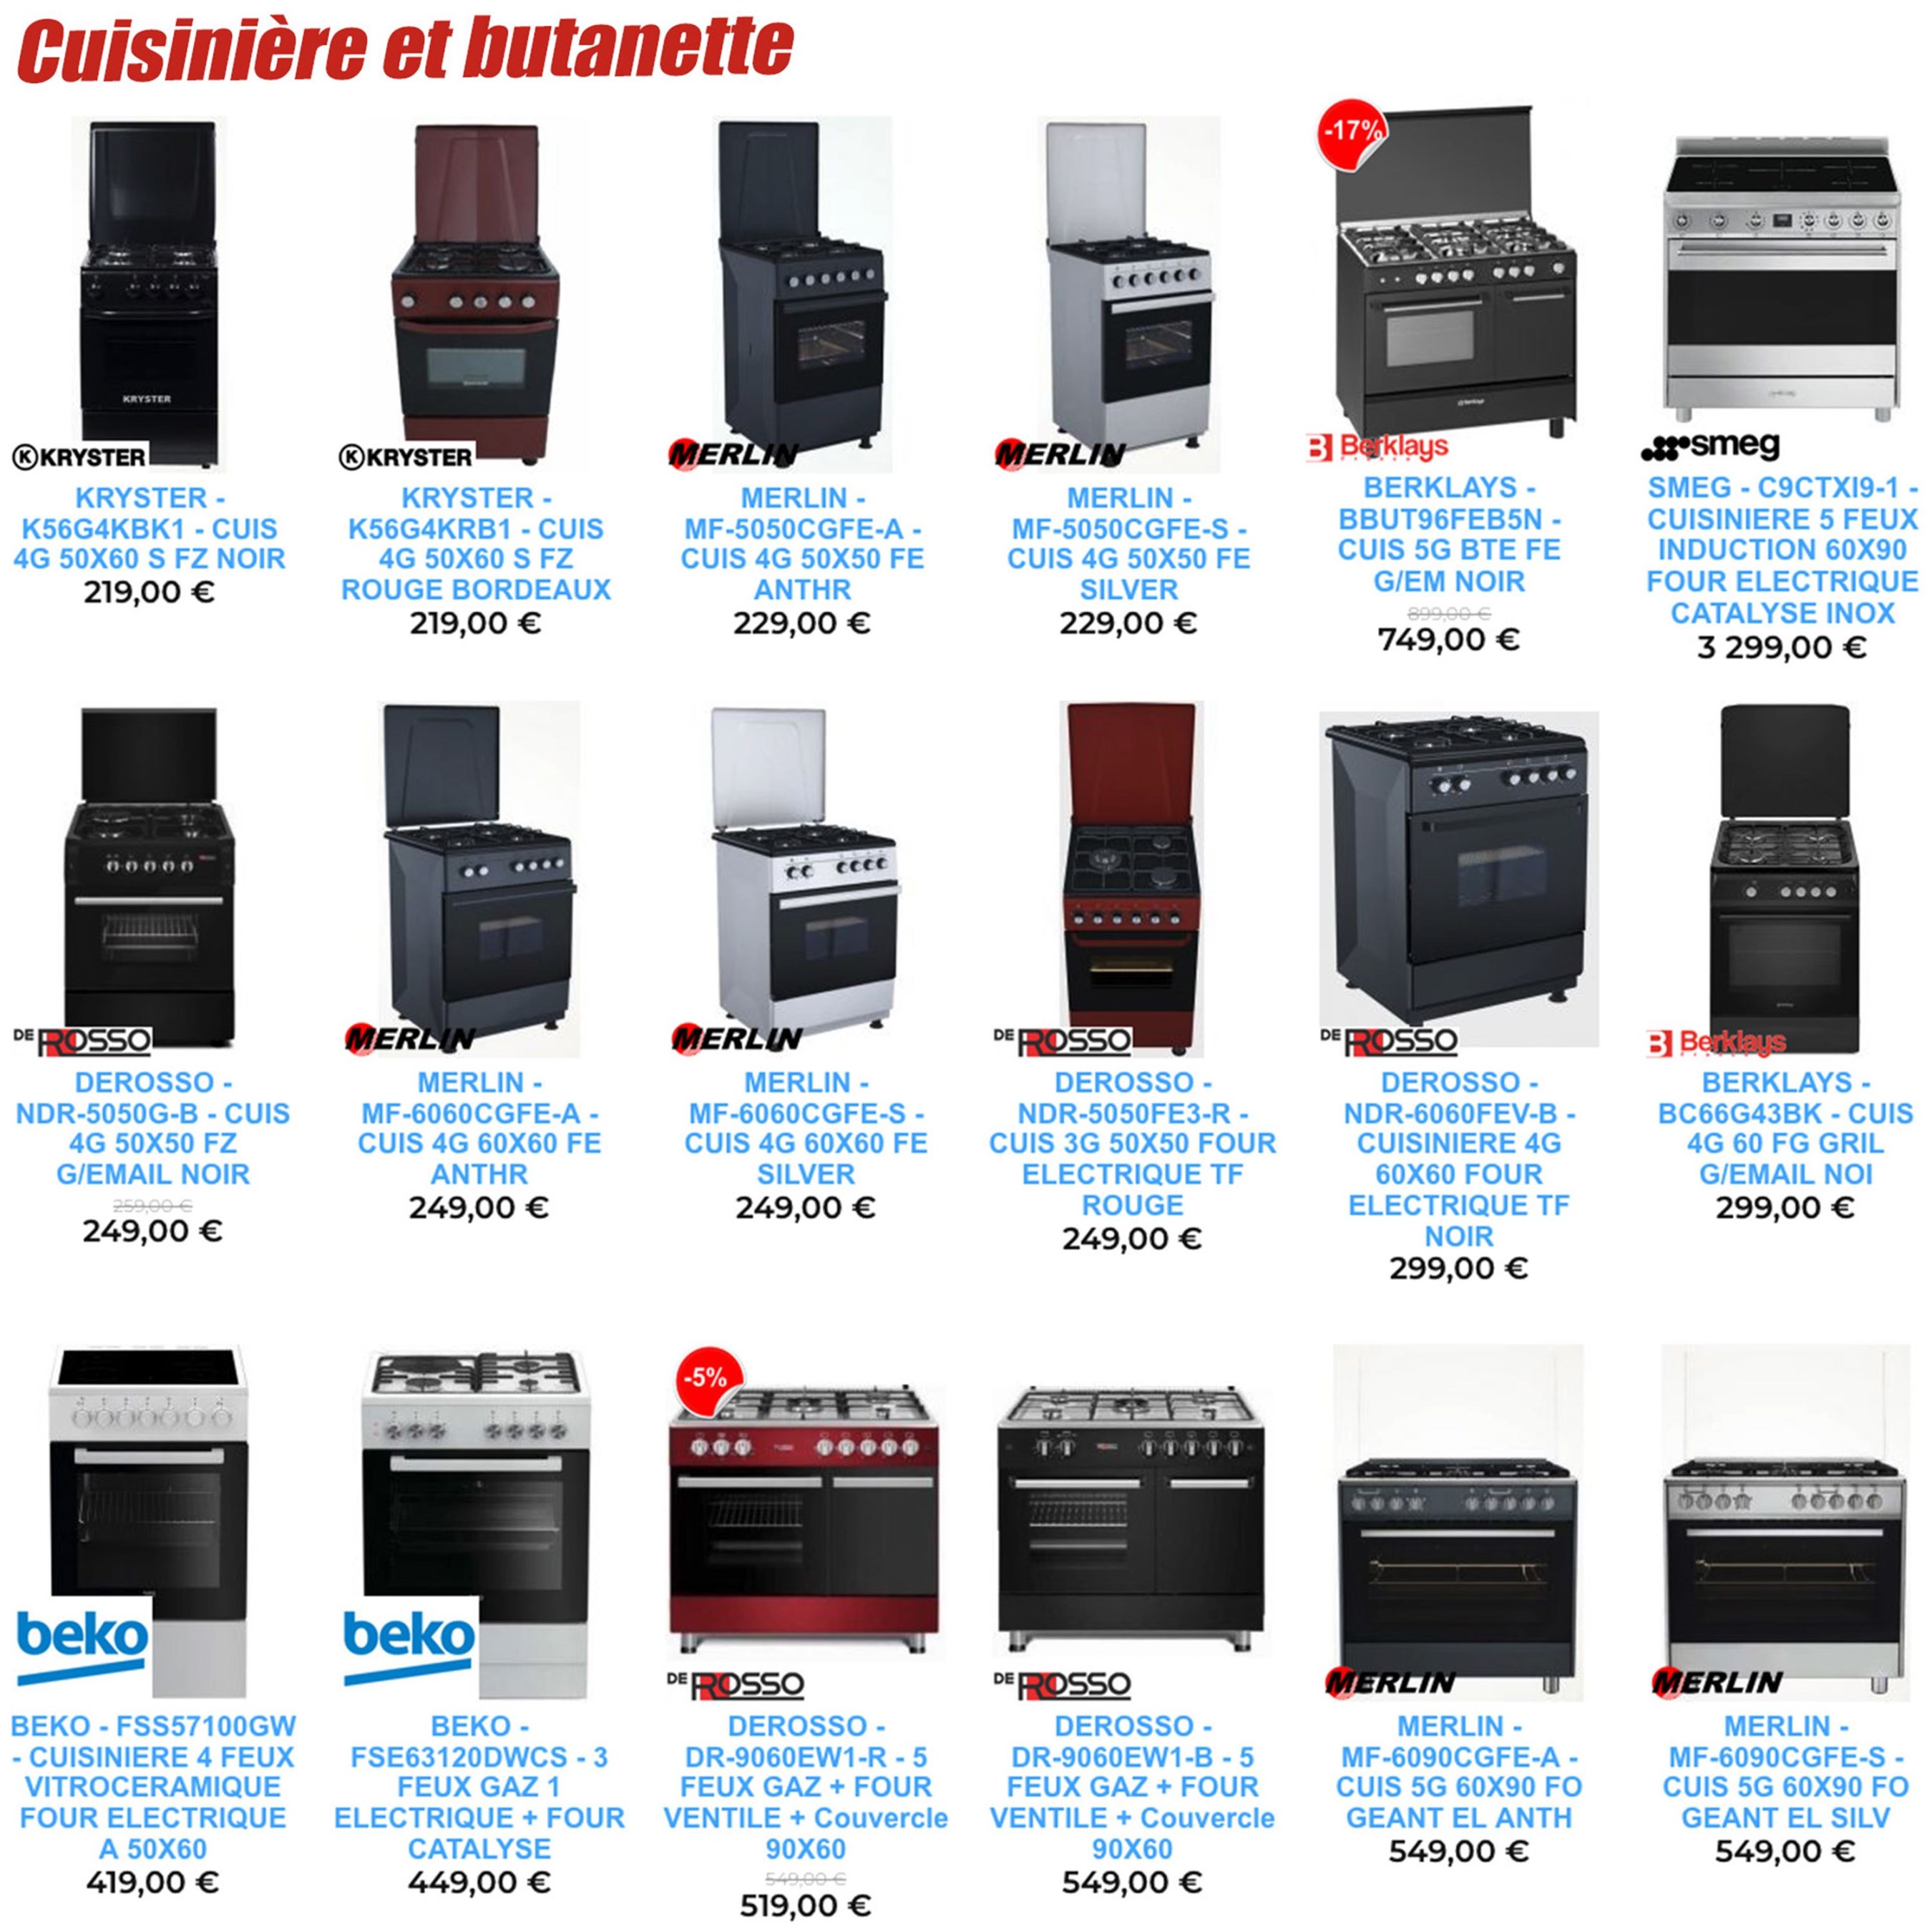 Cuisinière et butanette
KRYSTER
K KRYSTER
KRYSTER -
K56G4KBK1 - CUIS
4G 50X60 S FZ NOIR
219,00 €
K KRYSTER
KRYSTER -
K56G4KRB1 - CUIS
4G 50X60 S FZ
ROUGE BORDEAUX
219,00 €
MERLIN
MERLIN -
MF-5050CGFE-A -
CUIS 4G 50X50 FE
ANTHR
229,00 €
MERLIN
MERLIN -
MF-5050CGFE-S -
CUIS 4G 50X50 FE
SILVER
229,00 €
-17%
B Berklays
BERKLAYS -
BBUT96FEB5N -
CUIS 5G BTE FE
G/EM NOIR
899,00 €
749,00 €
smeg
SMEG - C9CTXI9-1 -
CUISINIERE 5 FEUX
INDUCTION 60X90
FOUR ELECTRIQUE
CATALYSE INOX
3 299,00 €
DE ROSSO
DEROSSO -
NDR-5050G-B - CUIS
4G 50X50 FZ
G/EMAIL NOIR
259,00 €
249,00 €
MERLIN
MERLIN -
MF-6060CGFE-A -
CUIS 4G 60X60 FE
ANTHR
249,00 €
MERLIN
MERLIN -
MF-6060CGFE-S -
CUIS 4G 60X60 FE
SILVER
249,00 €
DE ROSSO
DEROSSO -
NDR-5050FE3-R -
CUIS 3G 50X50 FOUR
ELECTRIQUE TF
ROUGE
249,00 €
DE ROSSO
DEROSSO -
NDR-6060FEV-B -
CUISINIERE 4G
60X60 FOUR
ELECTRIQUE TF
NOIR
299,00 €
B Berklays
BERKLAYS -
BC66G43BK - CUIS
4G 60 FG GRIL
G/EMAIL NOI
299,00 €
beko
BEKO - FSS57100GW
- CUISINIERE 4 FEUX
VITROCERAMIQUE
FOUR ELECTRIQUE
A 50X60
419,00 €
beko
BEKO -
FSE63120DWCS - 3
FEUX GAZ 1
ELECTRIQUE + FOUR
CATALYSE
449,00 €
-5%
DE ROSSO
DEROSSO -
DR-9060EW1-R - 5
FEUX GAZ + FOUR
VENTILE + Couvercle
90X60
549,00 €
519,00 €
DE ROSSO
DEROSSO -
DR-9060EW1-B - 5
FEUX GAZ + FOUR
VENTILE + Couvercle
90X60
549,00 €
MERLIN
MERLIN -
MF-6090CGFE-A -
CUIS 5G 60X90 FO
GEANT EL ANTH
549,00 €
MERLIN
MERLIN -
MF-6090CGFE-S -
CUIS 5G 60X90 FO
GEANT EL SILV
549,00 €